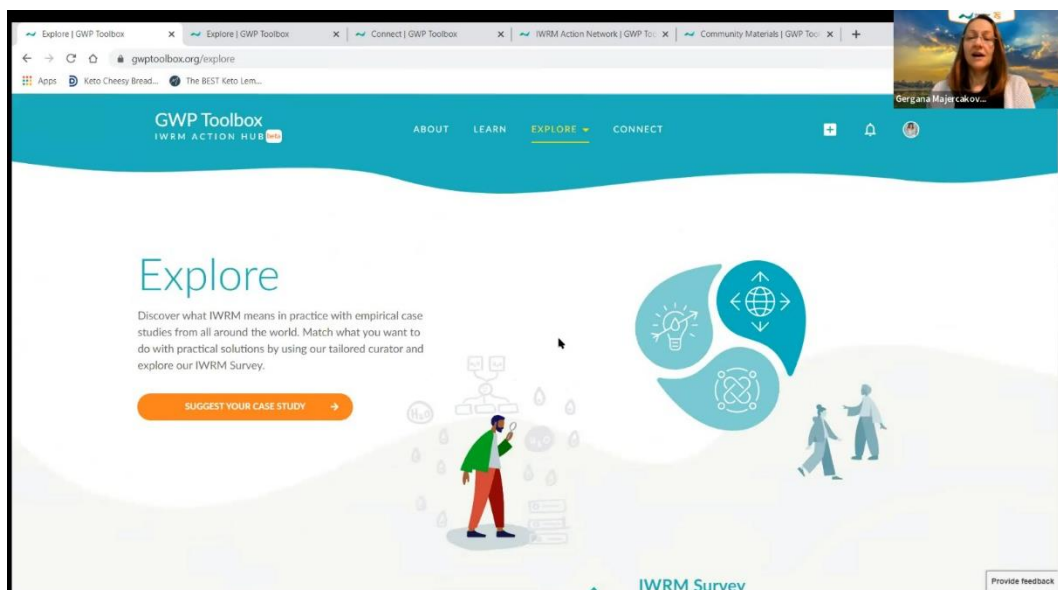 Explore | GWP Toolbox
Explore | GWP Toolbox
Connect | GWP Toolbox
IWRM Action Network | GWP To
Community Materials | GWP Too
gwptoolbox.org/explore
Apps
Keto Cheesy Bread...
The BEST Keto Lem...
Gergana Majercakov...
GWP Toolbox
IWRM ACTION HUB beta
ABOUT LEARN EXPLORE CONNECT
Explore
Discover what IWRM means in practice with empirical case
studies from all around the world. Match what you want to
do with practical solutions by using our tailored curator and
explore our IWRM Survey.
SUGGEST YOUR CASE STUDY
H₂O
IWRM Survey
Provide feedback